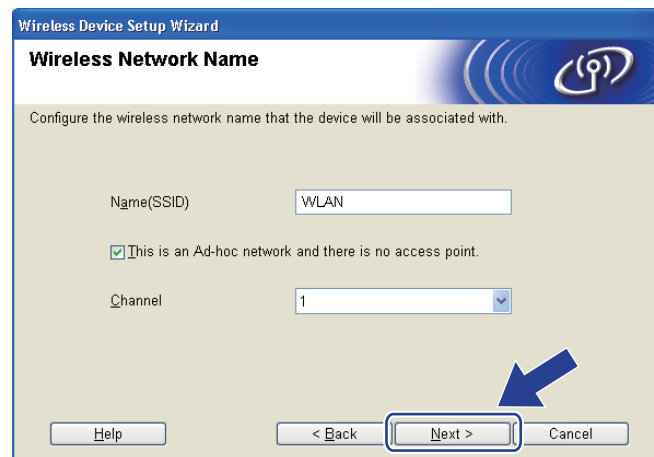 Wireless Device Setup Wizard
Wireless Network Name
Configure the wireless network name that the device will be associated with.
Name(SSID) WLAN
This is an Ad-hoc network and there is no access point.
Channel 1
Help < Back Next > Cancel